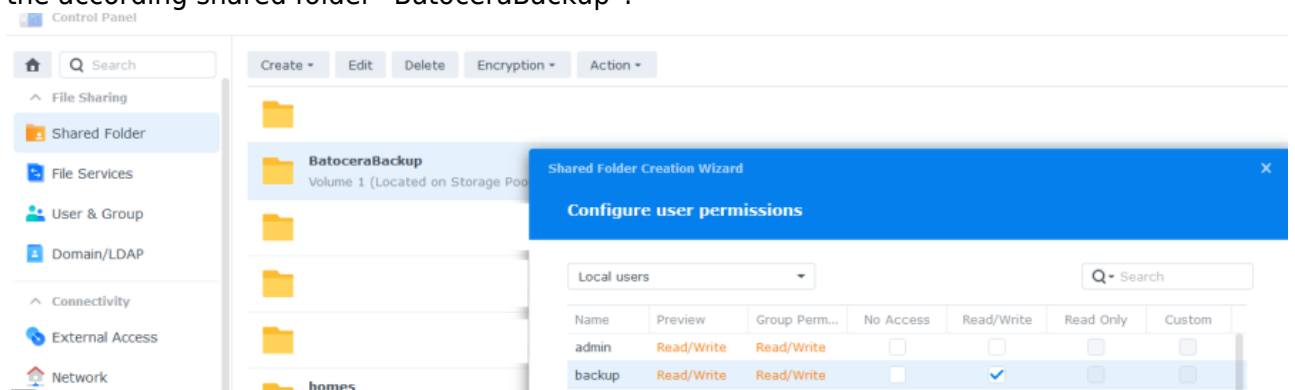 the according shared folder "BatoceraBackup".
Control Panel
Search
Create Edit Delete Encryption Action
File Sharing
Shared Folder
File Services
User & Group
Domain/LDAP
Connectivity
External Access
Network
BatoceraBackup
Volume 1 (Located on Storage Poo
homes
Shared Folder Creation Wizard
Configure user permissions
Local users
Search
Name Preview Group Perm... No Access Read/Write Read Only Custom
admin Read/Write Read/Write
backup Read/Write Read/Write